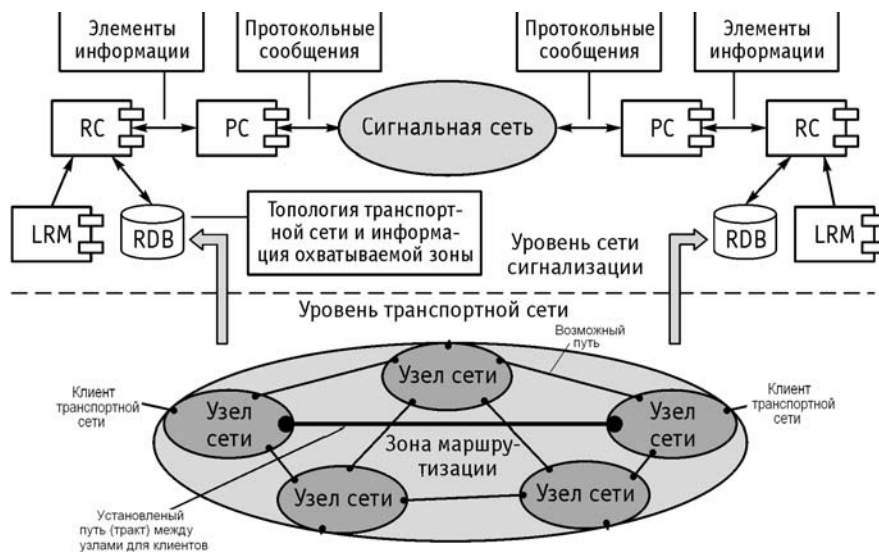 Элементы
информации
Протокольные
сообщения
Протокольные
сообщения
Элементы
информации
RC
PC
Сигнальная сеть
PC
RC
LRM
RDB
Топология транспорт-
ной сети и информа-
ция охватываемой зоны
Уровень сети
сигнализации
RDB
LRM
Уровень транспортной сети
Возможный
путь
Клиент
транспортной
сети
Узел
сети
Узел сети
Узел
сети
Клиент
транспортной
сети
Зона маршру-
тизации
Узел сети
Узел сети
Установленый
путь (тракт) между
узлами для клиентов